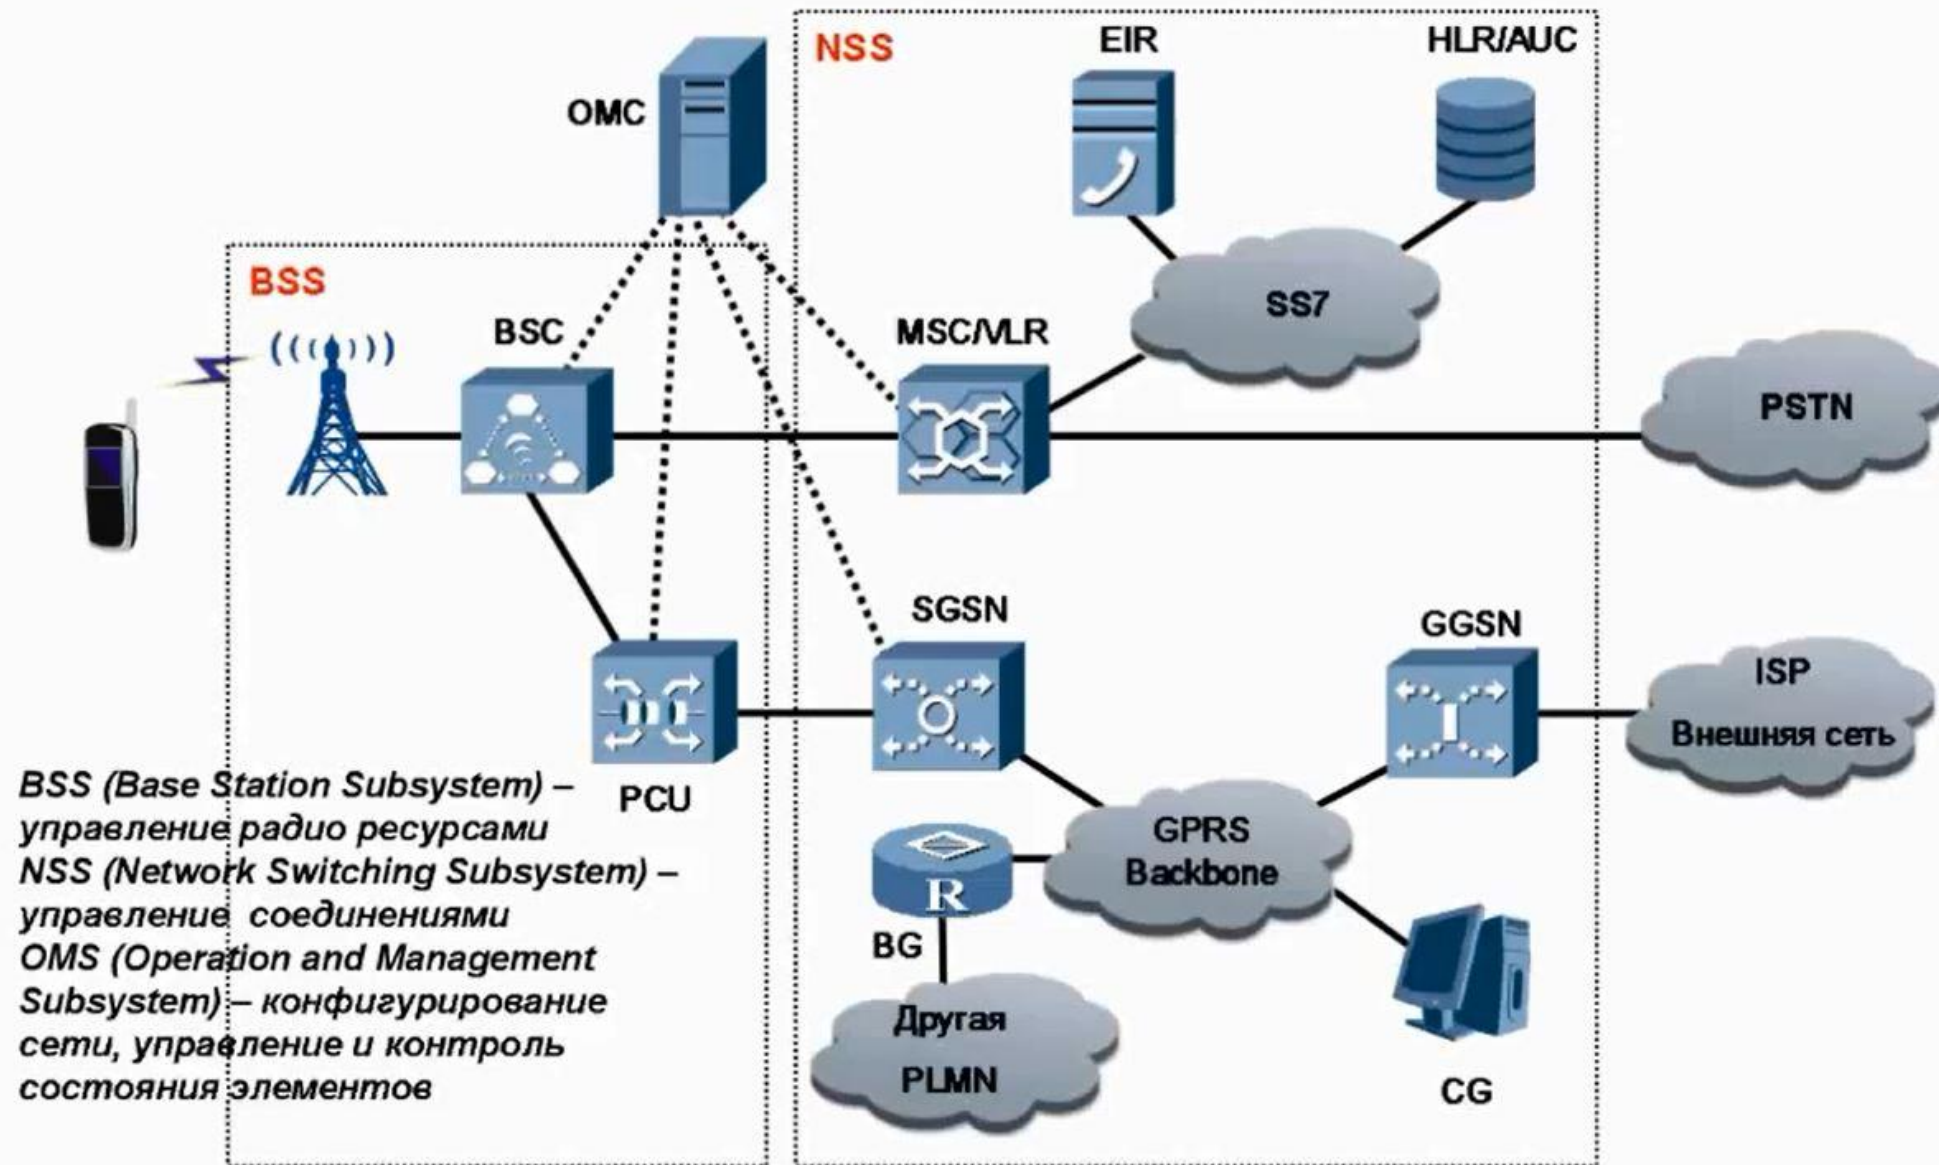 NSS
EIR
HLR/AUC
OMC
BSS
SS7
BSC
MSC/VLR
PSTN
SGSN
GGSN
ISP
Внешняя сеть
PCU
GPRS
Backbone
R
BG
Другая
PLMN
CG
BSS (Base Station Subsystem) –
управление радио ресурсами
NSS (Network Switching Subsystem) –
управление соединениями
OMS (Operation and Management
Subsystem) – конфигурирование
сети, управление и контроль
состояния элементов